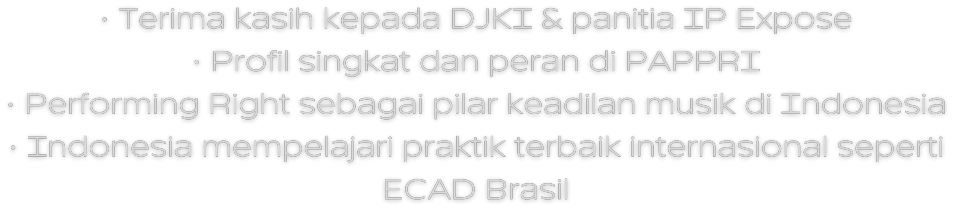 • Terima kasih kepada DJKI & panitia IP Expose
• Profil singkat dan peran di PAPPRI
• Performing Right sebagai pilar keadilan musik di Indonesia
• Indonesia mempelajari praktik terbaik internasional seperti
ECAD Brasil